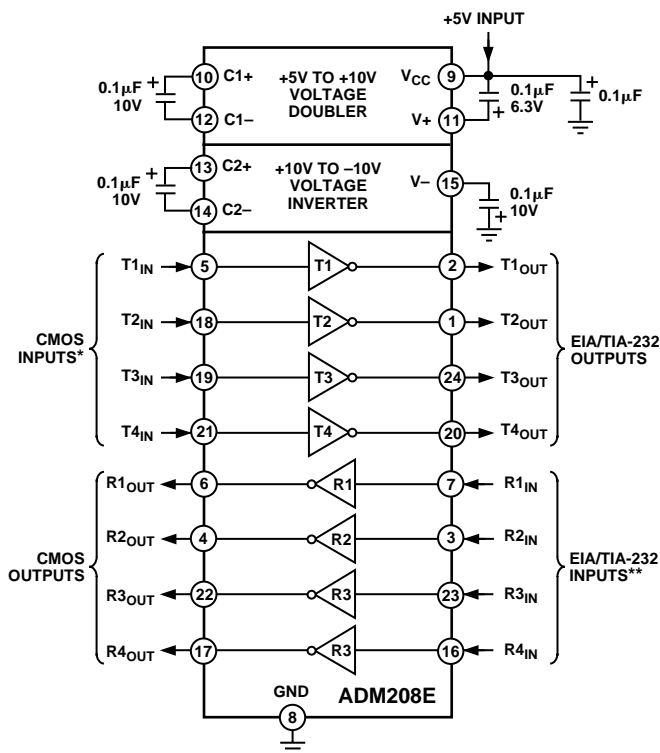 +5V INPUT
0.1μF
10V
+
10
C1+
12
C1–
+5V TO +10V
VOLTAGE
DOUBLER
VCC
9
V+
11
+
0.1μF
6.3V
+
0.1μF
0.1μF
10V
+
13
C2+
14
C2–
+10V TO –10V
VOLTAGE
INVERTER
V–
15
+
0.1μF
10V
CMOS
INPUTS*
T1IN
5
T1
2
T1OUT
T2IN
18
T2
1
T2OUT
T3IN
19
T3
24
T3OUT
T4IN
21
T4
20
T4OUT
EIA/TIA-232
OUTPUTS
CMOS
OUTPUTS
R1OUT
6
R1
7
R1IN
R2OUT
4
R2
3
R2IN
R3OUT
22
R3
23
R3IN
R4OUT
17
R3
16
R4IN
EIA/TIA-232
INPUTS**
GND
8
ADM208E